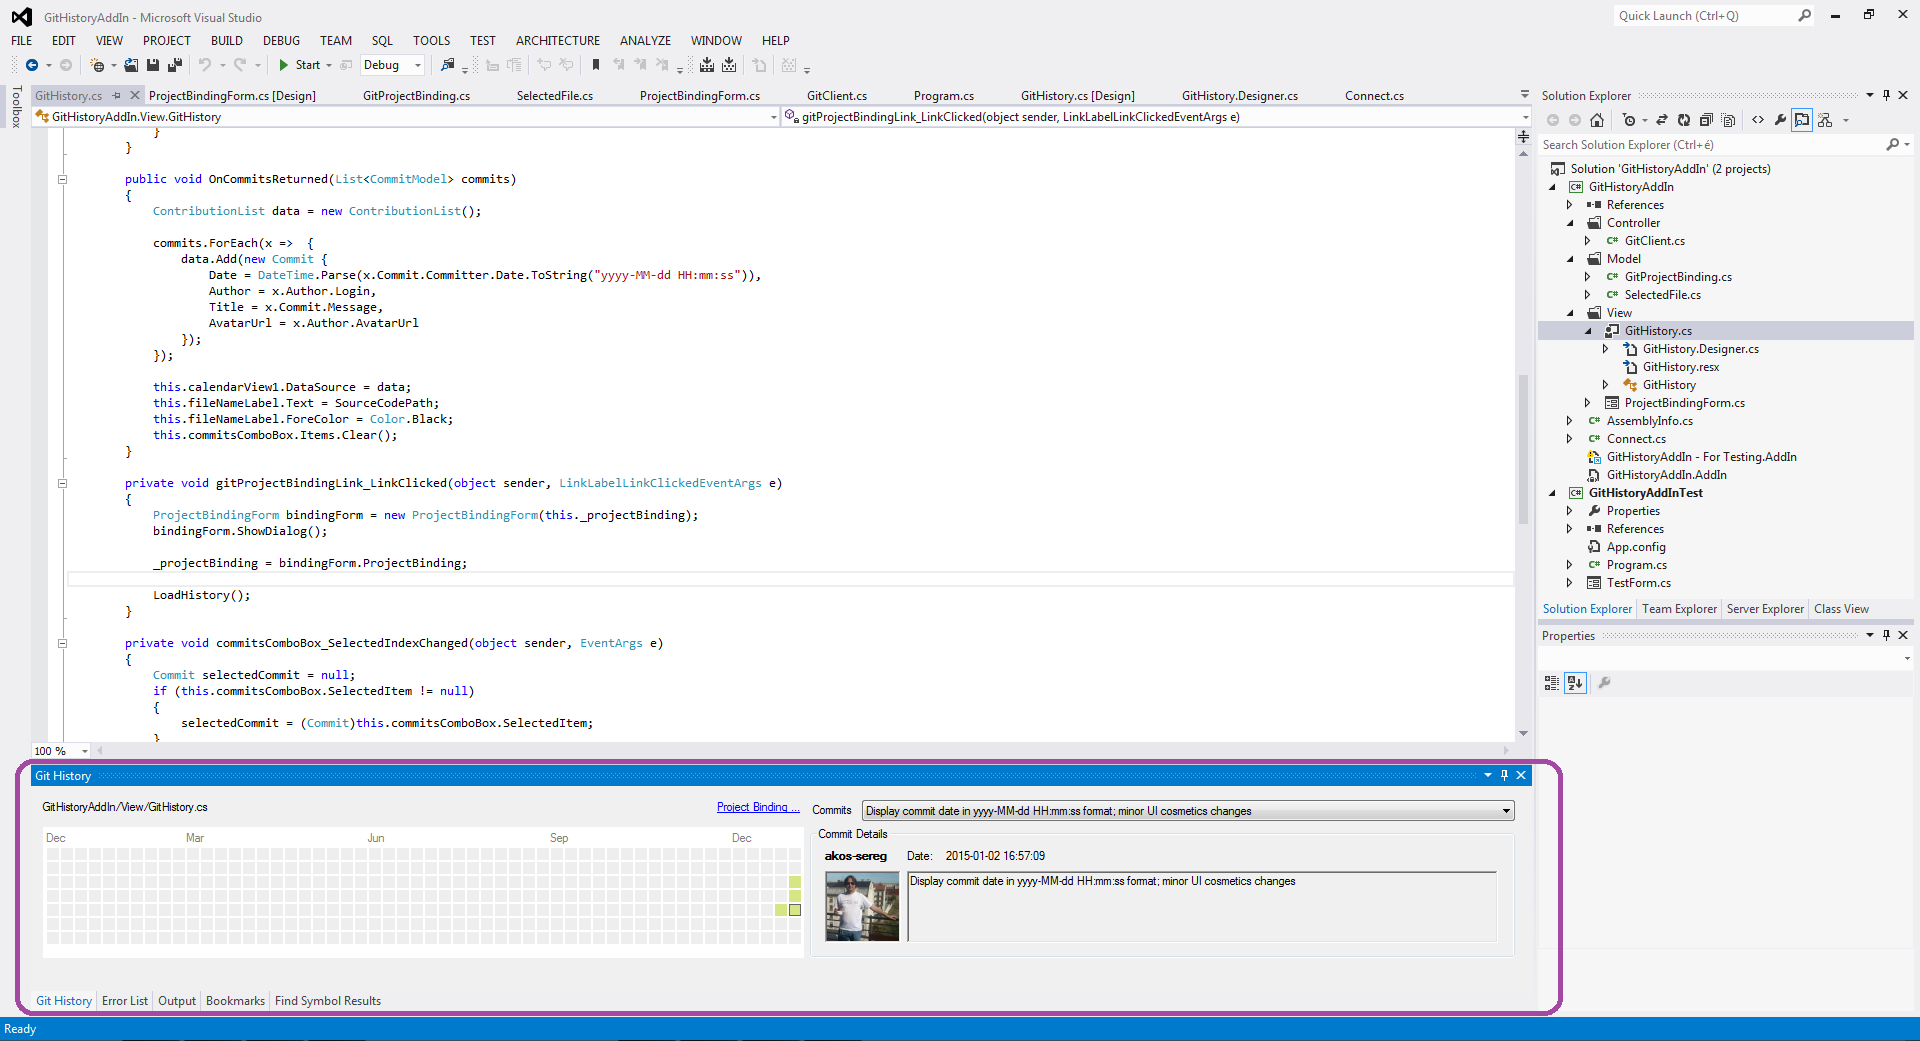 GitHistoryAddIn - Microsoft Visual Studio
Quick Launch (Ctrl+Q)
FILE EDIT VIEW PROJECT BUILD DEBUG TEAM SQL TOOLS TEST ARCHITECTURE ANALYZE WINDOW HELP
Start Debug
Toolbox
GitHistory.cs ProjectBindingForm.cs [Design] GitProjectBinding.cs SelectedFile.cs ProjectBindingForm.cs GitClient.cs Program.cs GitHistory.cs [Design] GitHistory.Designer.cs Connect.cs
GitHistoryAddIn.View.GitHistory
gitProjectBindingLink_LinkClicked(object sender, LinkLabelLinkClickedEventArgs e)
}
}
public void OnCommitsReturned(List<CommitModel> commits)
{
ContributionList data = new ContributionList();
commits.ForEach(x =>  {
data.Add(new Commit {
Date = DateTime.Parse(x.Commit.Committer.Date.ToString("yyyy-MM-dd HH:mm:ss")),
Author = x.Author.Login,
Title = x.Commit.Message,
AvatarUrl = x.Author.AvatarUrl
});
});
this.calendarView1.DataSource = data;
this.fileNameLabel.Text = SourceCodePath;
this.fileNameLabel.ForeColor = Color.Black;
this.commitsComboBox.Items.Clear();
}
private void gitProjectBindingLink_LinkClicked(object sender, LinkLabelLinkClickedEventArgs e)
{
ProjectBindingForm bindingForm = new ProjectBindingForm(this._projectBinding);
bindingForm.ShowDialog();
_projectBinding = bindingForm.ProjectBinding;
LoadHistory();
}
private void commitsComboBox_SelectedIndexChanged(object sender, EventArgs e)
{
Commit selectedCommit = null;
if (this.commitsComboBox.SelectedItem != null)
{
selectedCommit = (Commit)this.commitsComboBox.SelectedItem;
}
100 %
Solution Explorer
Search Solution Explorer (Ctrl+é)
Solution 'GitHistoryAddIn' (2 projects)
C# GitHistoryAddIn
References
Controller
C# GitClient.cs
Model
C# GitProjectBinding.cs
C# SelectedFile.cs
View
GitHistory.cs
GitHistory.Designer.cs
GitHistory.resx
GitHistory
ProjectBindingForm.cs
C# AssemblyInfo.cs
C# Connect.cs
GitHistoryAddIn - For Testing.AddIn
GitHistoryAddIn.AddIn
C# GitHistoryAddInTest
Properties
References
App.config
C# Program.cs
TestForm.cs
Solution Explorer Team Explorer Server Explorer Class View
Properties
Git History
GitHistoryAddIn/View/GitHistory.cs
Project Binding ...
Dec Mar Jun Sep Dec
Commits Display commit date in yyyy-MM-dd HH:mm:ss format; minor UI cosmetics changes
Commit Details
akos-sereg Date: 2015-01-02 16:57:09
Display commit date in yyyy-MM-dd HH:mm:ss format; minor UI cosmetics changes
Git History Error List Output Bookmarks Find Symbol Results
Ready